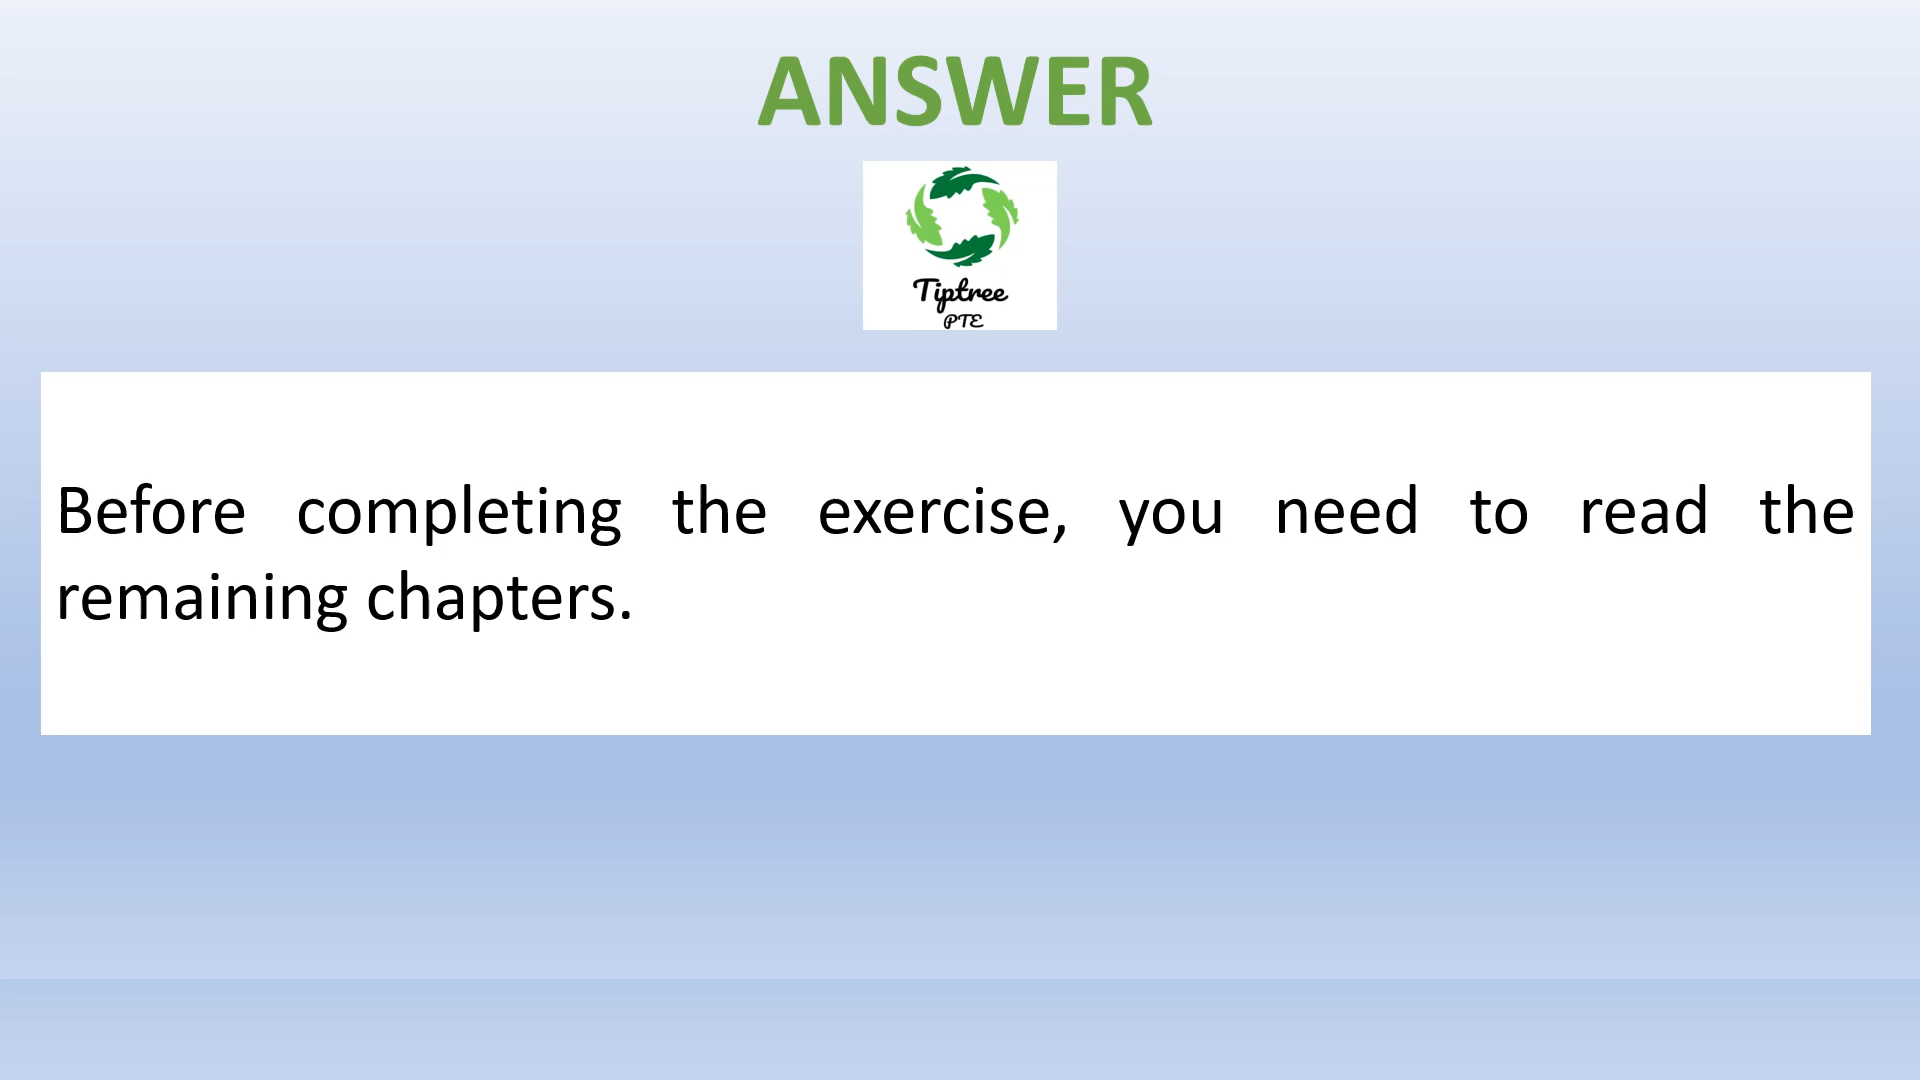 ANSWER
Tiptree
PTE
Before completing the exercise, you need to read the
remaining chapters.